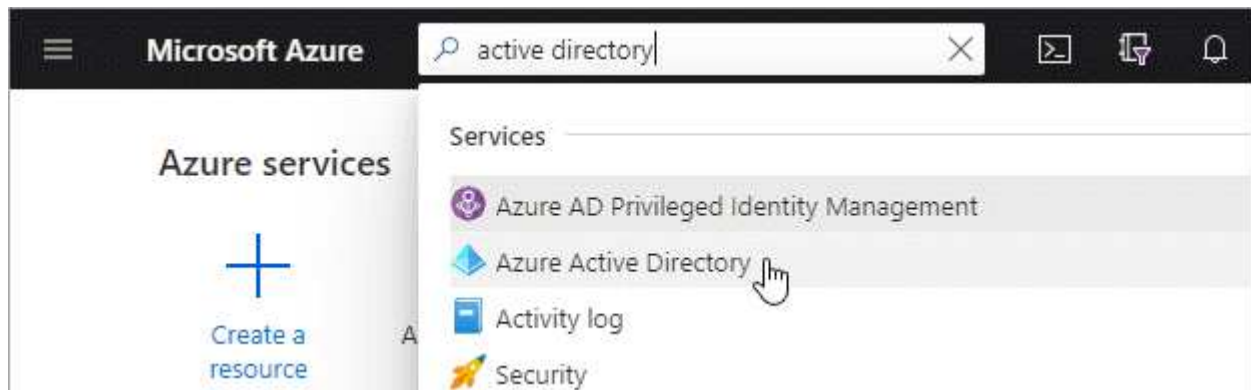 Microsoft Azure
active directory
Azure services
Services
Azure AD Privileged Identity Management
Azure Active Directory
Activity log
Security
Create a
resource
A